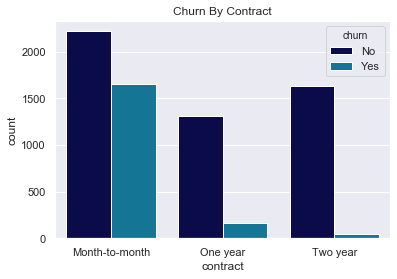 Churn By Contract
churn
No
Yes
count
2000
1500
1000
500
0
Month-to-month
One year
Two year
contract